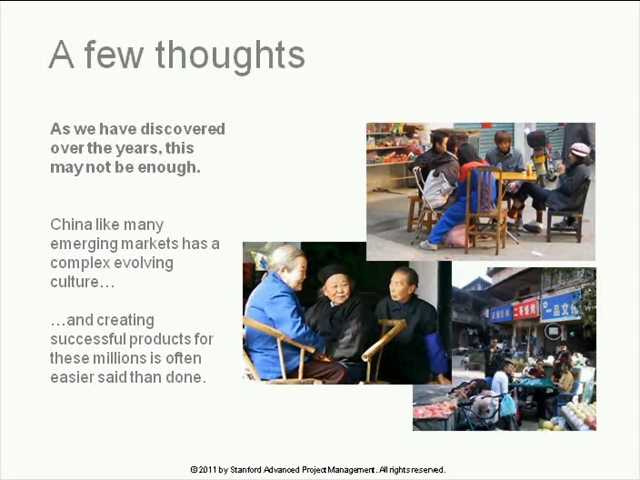 A few thoughts
As we have discovered
over the years, this
may not be enough.
China like many
emerging markets has a
complex evolving
culture…
…and creating
successful products for
these millions is often
easier said than done.
© 2011 by Stanford Advanced Project Management. All rights reserved.